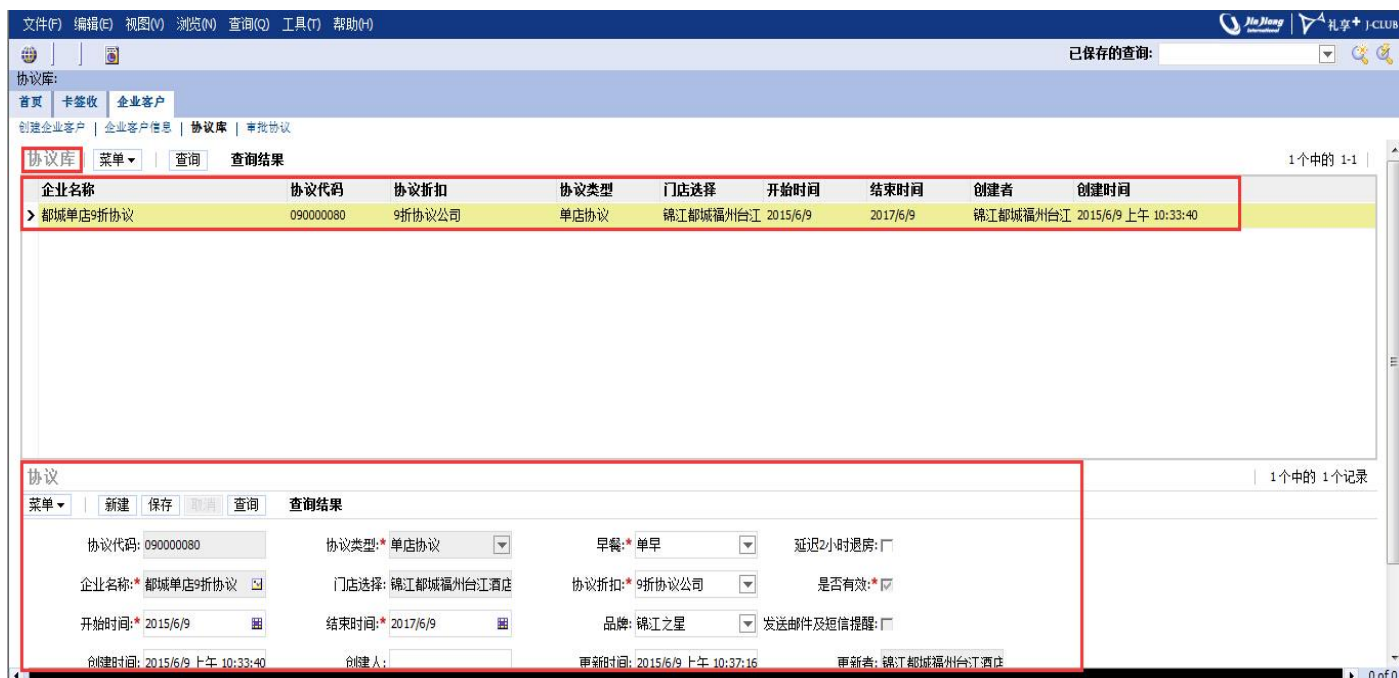 文件(F) 编辑(E) 视图(V) 浏览(N) 查询(Q) 工具(T) 帮助(H) Jin Jiang International 礼享+ J-CLUB
已保存的查询:
协议库:
首页 卡签收 企业客户
创建企业客户 | 企业客户信息 | 协议库 | 审批协议
协议库 菜单 查询 查询结果 1个中的 1-1
企业名称 协议代码 协议折扣 协议类型 门店选择 开始时间 结束时间 创建者 创建时间
都城单店9折协议 090000080 9折协议公司 单店协议 锦江都城福州台江 2015/6/9 2017/6/9 锦江都城福州台江 2015/6/9 上午 10:33:40
协议 1个中的 1个记录
菜单 新建 保存 取消 查询 查询结果
协议代码: 090000080 协议类型:* 单店协议 早餐:* 单早 延迟2小时退房:
企业名称:* 都城单店9折协议 门店选择: 锦江都城福州台江酒店 协议折扣:* 9折协议公司 是否有效:*
开始时间:* 2015/6/9 结束时间:* 2017/6/9 品牌: 锦江之星 发送邮件及短信提醒:
创建时间: 2015/6/9 上午 10:33:40 创建人: 更新时间: 2015/6/9 上午 10:37:16 更新者: 锦江都城福州台江酒店
0 of 0